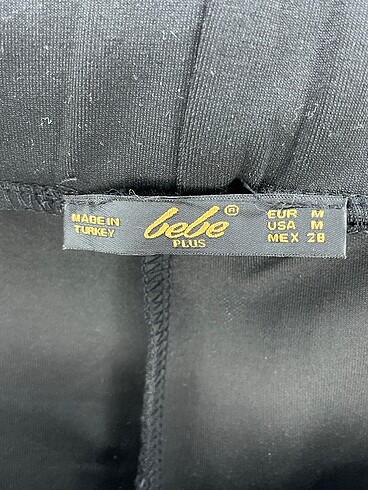 MADE IN
TURKEY
bebe®
PLUS
EUR M
USA M
MEX 28